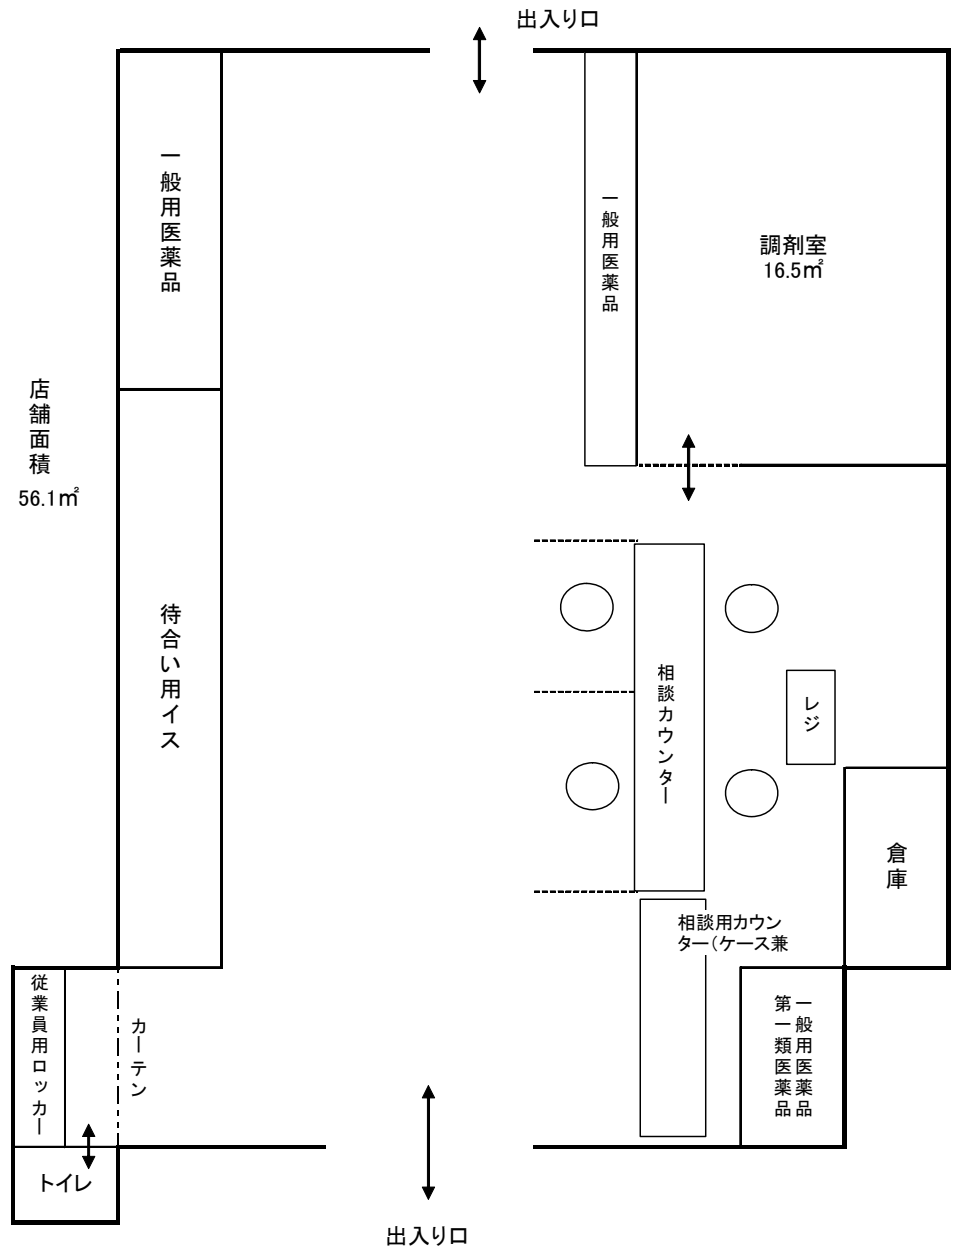 出入り口
一般用医薬品
一般用医薬品
調剤室
16.5㎡
店舗面積
56.1㎡
待合い用イス
相談カウンター
レジ
倉庫
相談用カウン
ター（ケース兼
従業員用ロッカー
カーテン
一般用医薬品
第一類医薬品
トイレ
出入り口